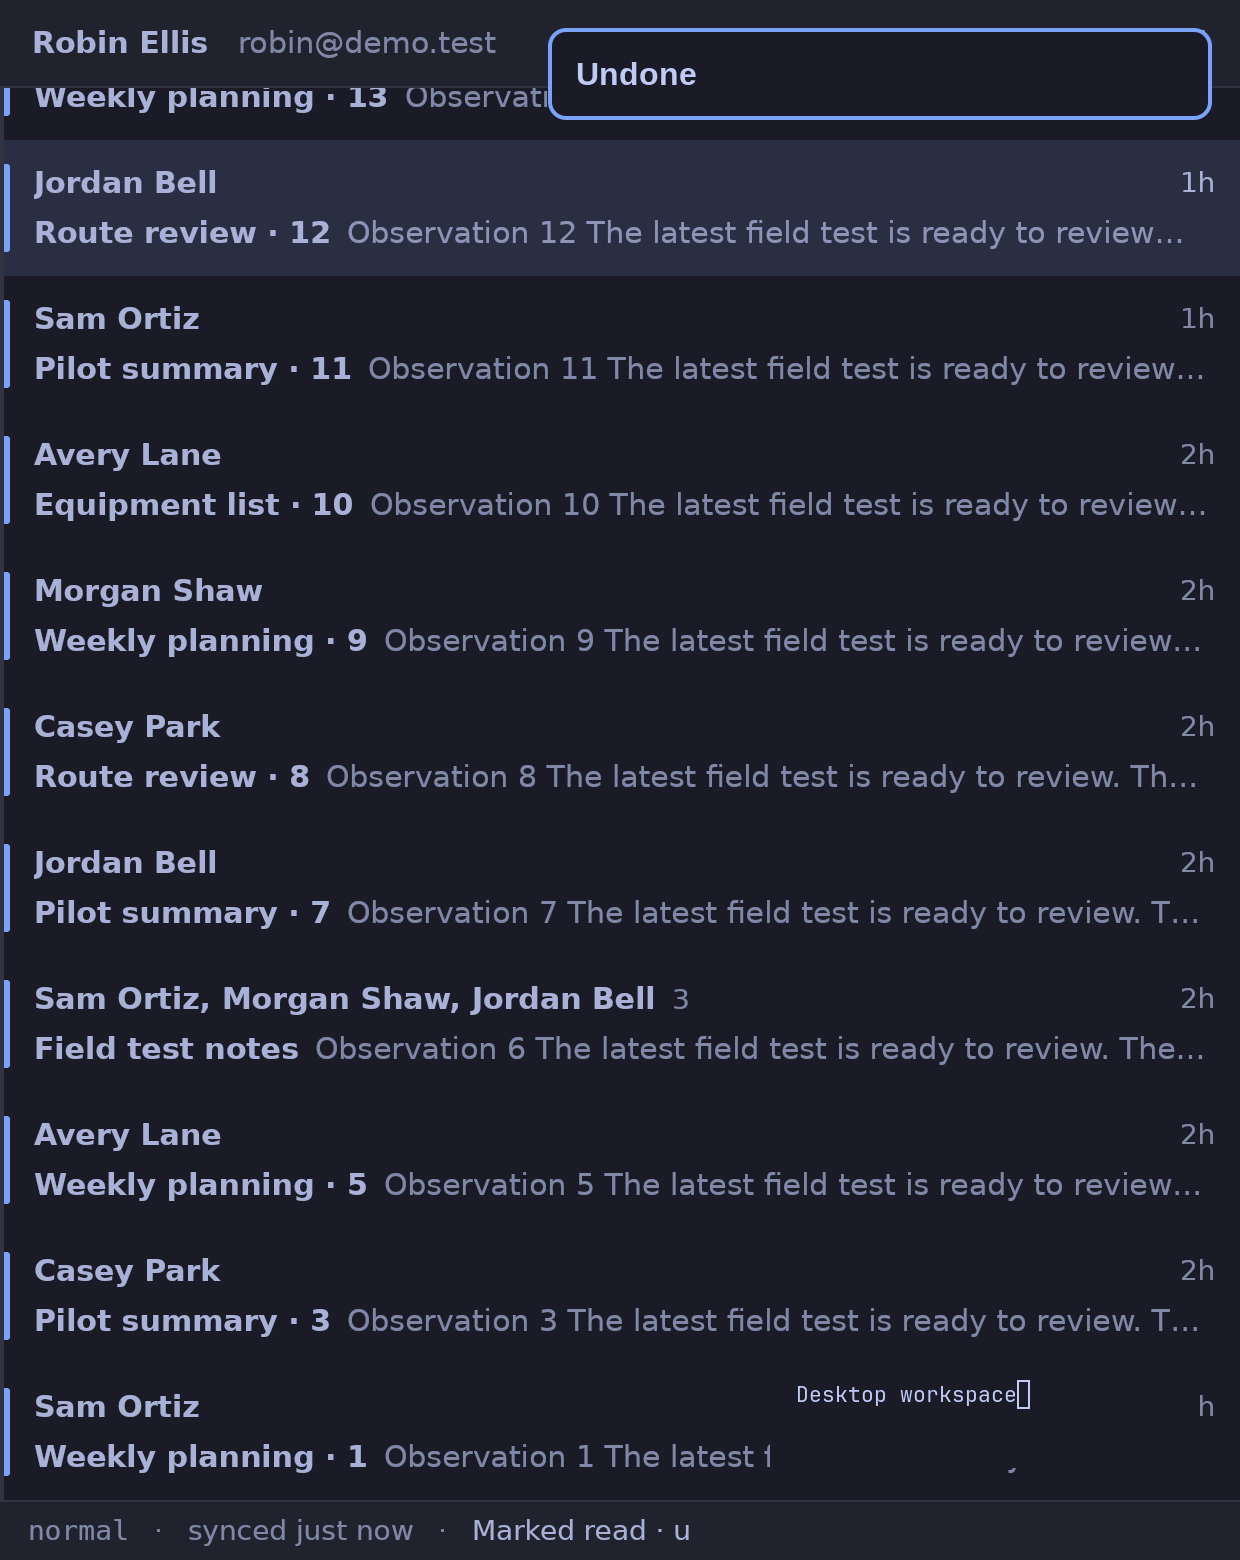 Robin Ellis robin@demo.test
Undone
Weekly planning · 13
Jordan Bell 1h
Route review · 12 Observation 12 The latest field test is ready to review…
Sam Ortiz 1h
Pilot summary · 11 Observation 11 The latest field test is ready to review…
Avery Lane 2h
Equipment list · 10 Observation 10 The latest field test is ready to review…
Morgan Shaw 2h
Weekly planning · 9 Observation 9 The latest field test is ready to review…
Casey Park 2h
Route review · 8 Observation 8 The latest field test is ready to review. Th…
Jordan Bell 2h
Pilot summary · 7 Observation 7 The latest field test is ready to review. T…
Sam Ortiz, Morgan Shaw, Jordan Bell 3 2h
Field test notes Observation 6 The latest field test is ready to review. The…
Avery Lane 2h
Weekly planning · 5 Observation 5 The latest field test is ready to review…
Casey Park 2h
Pilot summary · 3 Observation 3 The latest field test is ready to review. T…
Desktop workspace
Sam Ortiz h
Weekly planning · 1 Observation 1 The latest f
normal · synced just now · Marked read · u